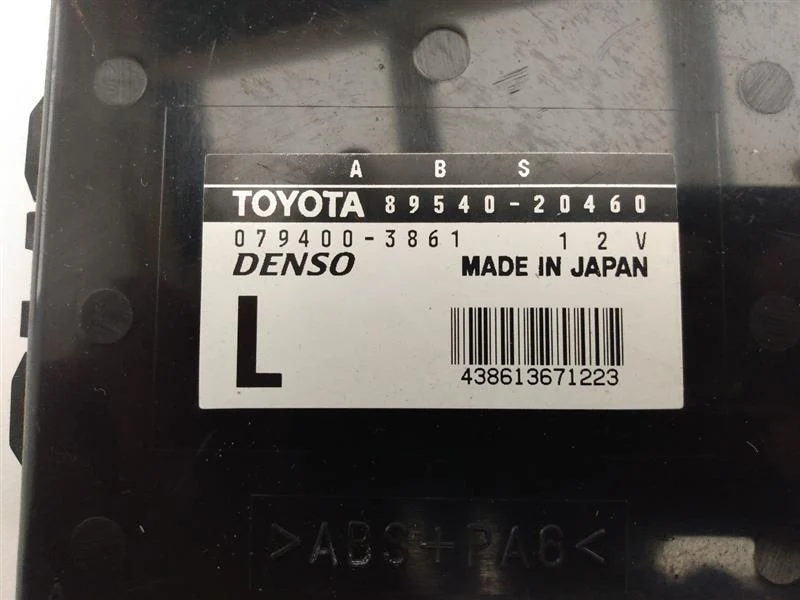 A B S
TOYOTA 89540-20460
079400-3861 12V
DENSO MADE IN JAPAN
L
438613671223
>ABS+PA6<